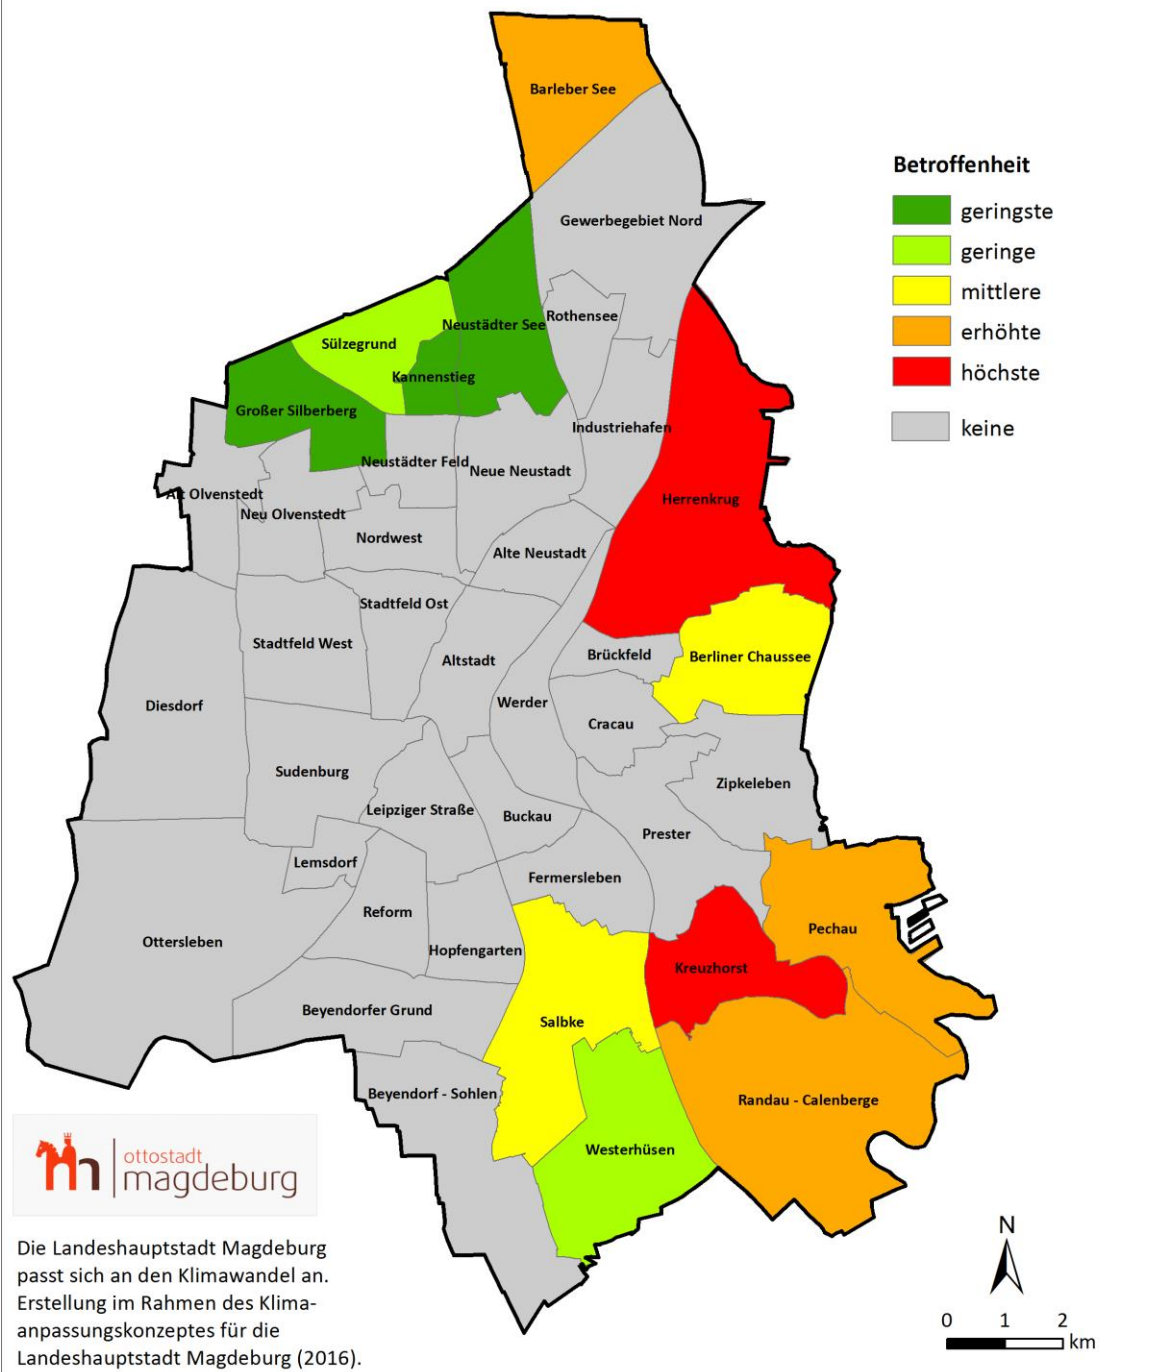 Barleber See
Betroffenheit
geringste
geringe
mittlere
erhöhte
höchste
keine
Gewerbegebiet Nord
Rothensee
Neustädter See
Sülzegrund
Kannenstieg
Großer Silberberg
Industriehafen
Neustädter Feld
Neue Neustadt
Alt Olvenstedt
Herrenkrug
Neu Olvenstedt
Nordwest
Alte Neustadt
Stadtfeld Ost
Stadtfeld West
Brückfeld
Berliner Chaussee
Altstadt
Werder
Diesdorf
Cracau
Sudenburg
Zipkeleben
Leipziger Straße
Buckau
Prester
Lemsdorf
Fermersleben
Reform
Pechau
Ottersleben
Hopfengarten
Kreuzhorst
Beyendorfer Grund
Salbke
Beyendorf - Sohlen
Randau - Calenberge
Westerhüsen
ottostadt
magdeburg
Die Landeshauptstadt Magdeburg
passt sich an den Klimawandel an.
Erstellung im Rahmen des Klima-
anpassungskonzeptes für die
Landeshauptstadt Magdeburg (2016).
N
0 1 2
km